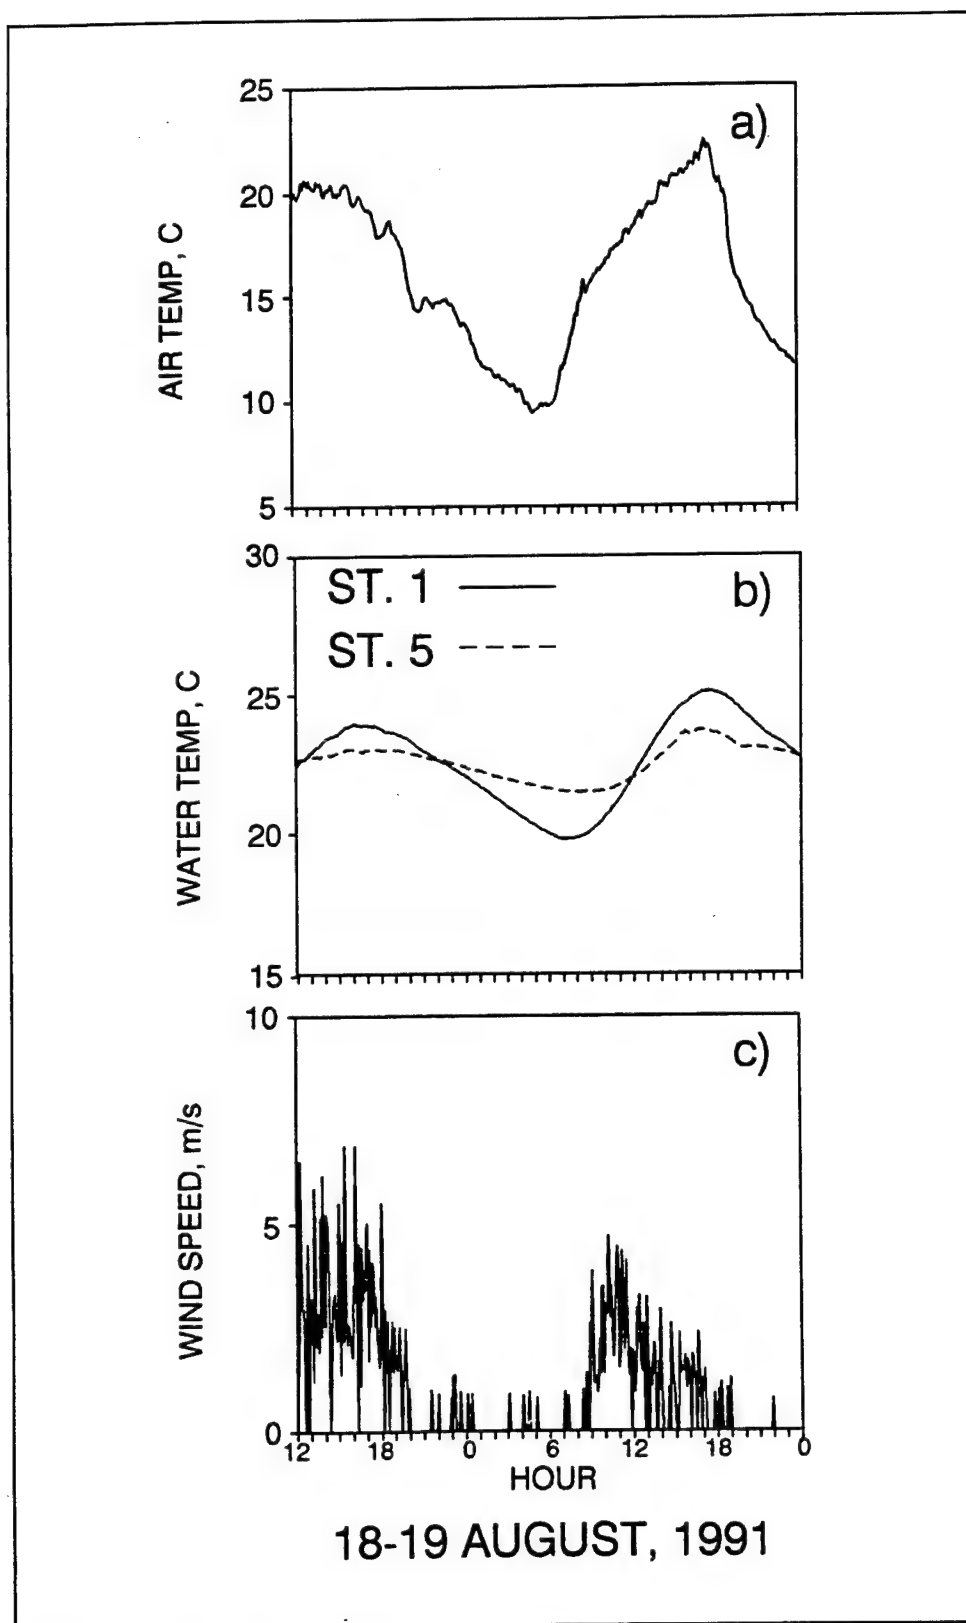 25
a)
20
AIR TEMP, C
15
10
5
30
ST. 1
b)
ST. 5
25
WATER TEMP, C
20
15
10
c)
WIND SPEED, m/s
5
0
12 18 0 6 12 18 0
HOUR
18-19 AUGUST, 1991